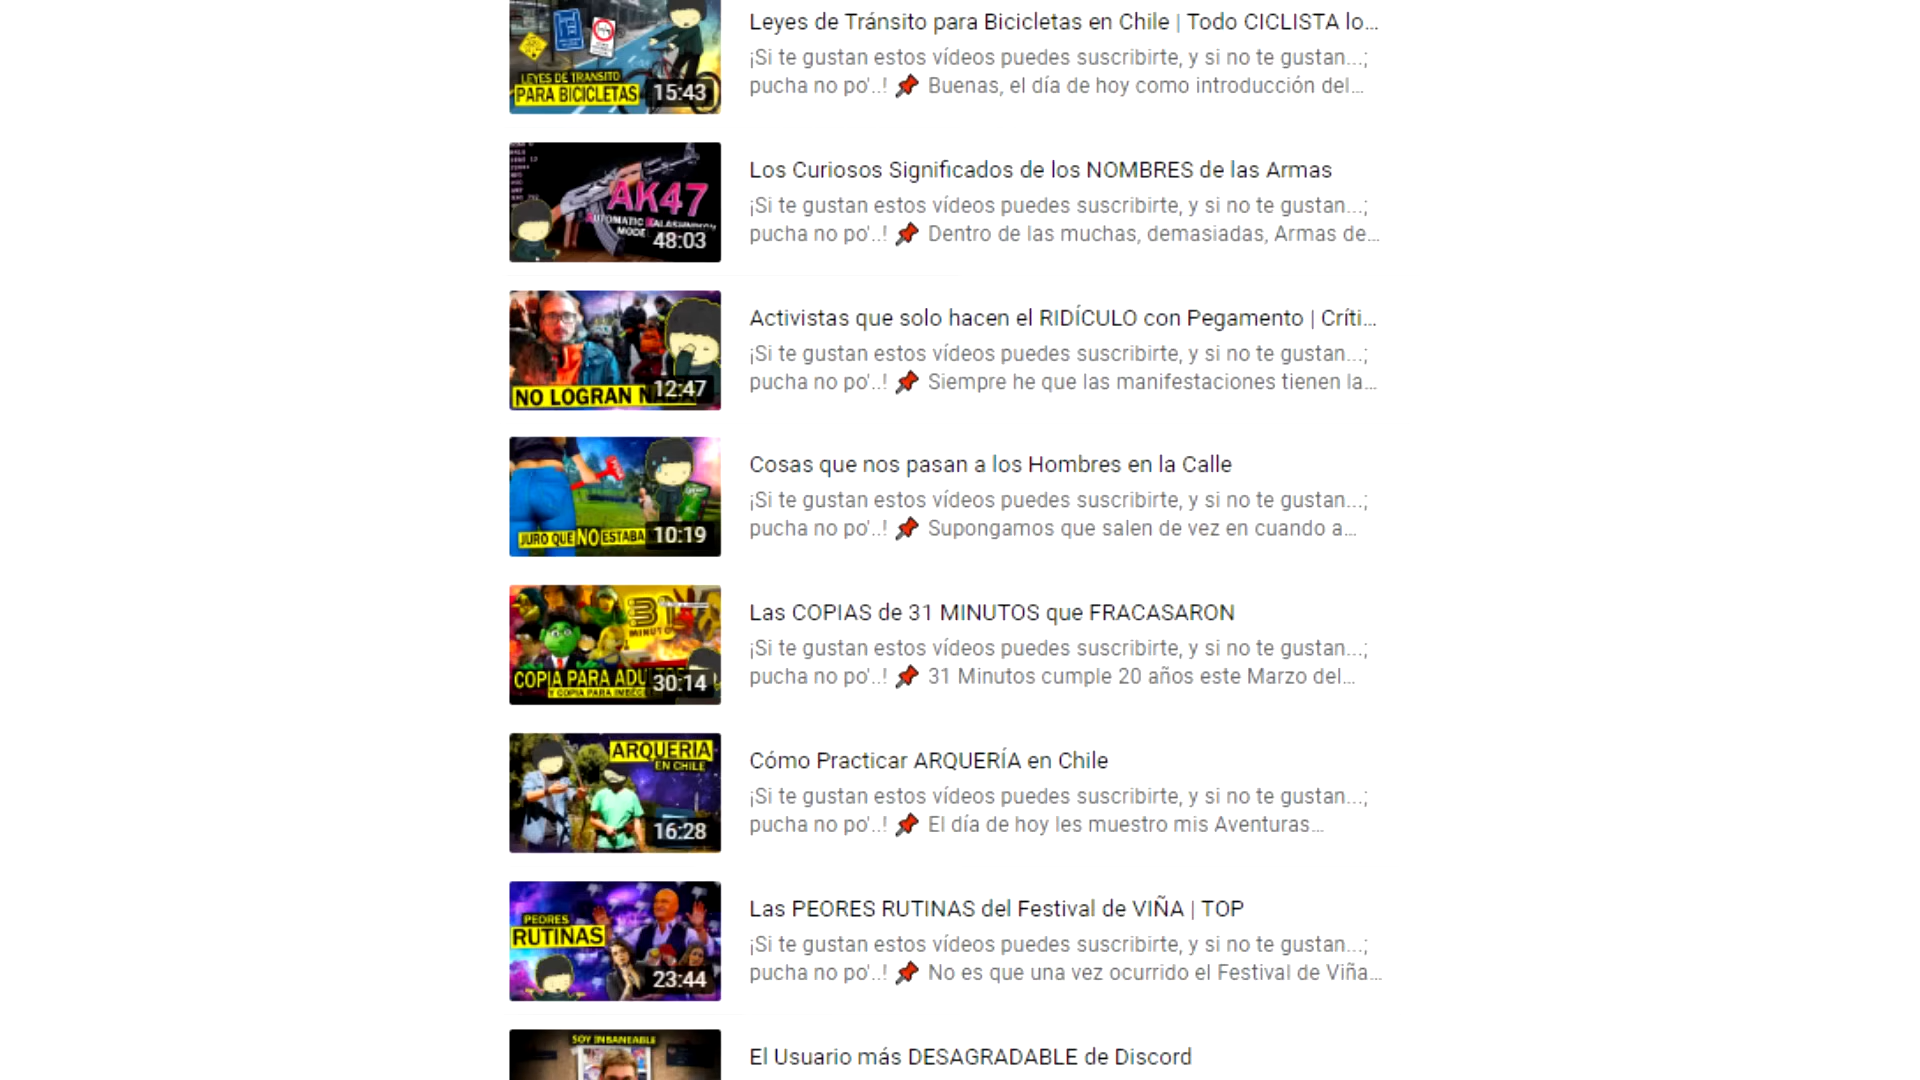 LEYES DE TRANSITO
PARA BICICLETAS
15:43
Leyes de Tránsito para Bicicletas en Chile | Todo CICLISTA lo...
¡Si te gustan estos vídeos puedes suscribirte, y si no te gustan...;
pucha no po'..! 📌 Buenas, el día de hoy como introducción del...
AK47
AUTOMATIC KALASHNIKOV
MODEL
48:03
Los Curiosos Significados de los NOMBRES de las Armas
¡Si te gustan estos vídeos puedes suscribirte, y si no te gustan...;
pucha no po'..! 📌 Dentro de las muchas, demasiadas, Armas de...
NO LOGRAN NADA
12:47
Activistas que solo hacen el RIDÍCULO con Pegamento | Críti...
¡Si te gustan estos vídeos puedes suscribirte, y si no te gustan...;
pucha no po'..! 📌 Siempre he que las manifestaciones tienen la...
JURO QUE NO ESTABA
10:19
Cosas que nos pasan a los Hombres en la Calle
¡Si te gustan estos vídeos puedes suscribirte, y si no te gustan...;
pucha no po'..! 📌 Supongamos que salen de vez en cuando a...
31
MINUTOS
COPIA PARA ADU
Y COPIA PARA IMBÉC
30:14
Las COPIAS de 31 MINUTOS que FRACASARON
¡Si te gustan estos vídeos puedes suscribirte, y si no te gustan...;
pucha no po'..! 📌 31 Minutos cumple 20 años este Marzo del...
ARQUERIA
EN CHILE
16:28
Cómo Practicar ARQUERÍA en Chile
¡Si te gustan estos vídeos puedes suscribirte, y si no te gustan...;
pucha no po'..! 📌 El día de hoy les muestro mis Aventuras...
PEORES
RUTINAS
23:44
Las PEORES RUTINAS del Festival de VIÑA | TOP
¡Si te gustan estos vídeos puedes suscribirte, y si no te gustan...;
pucha no po'..! 📌 No es que una vez ocurrido el Festival de Viña...
SOY INBANEABLE
El Usuario más DESAGRADABLE de Discord